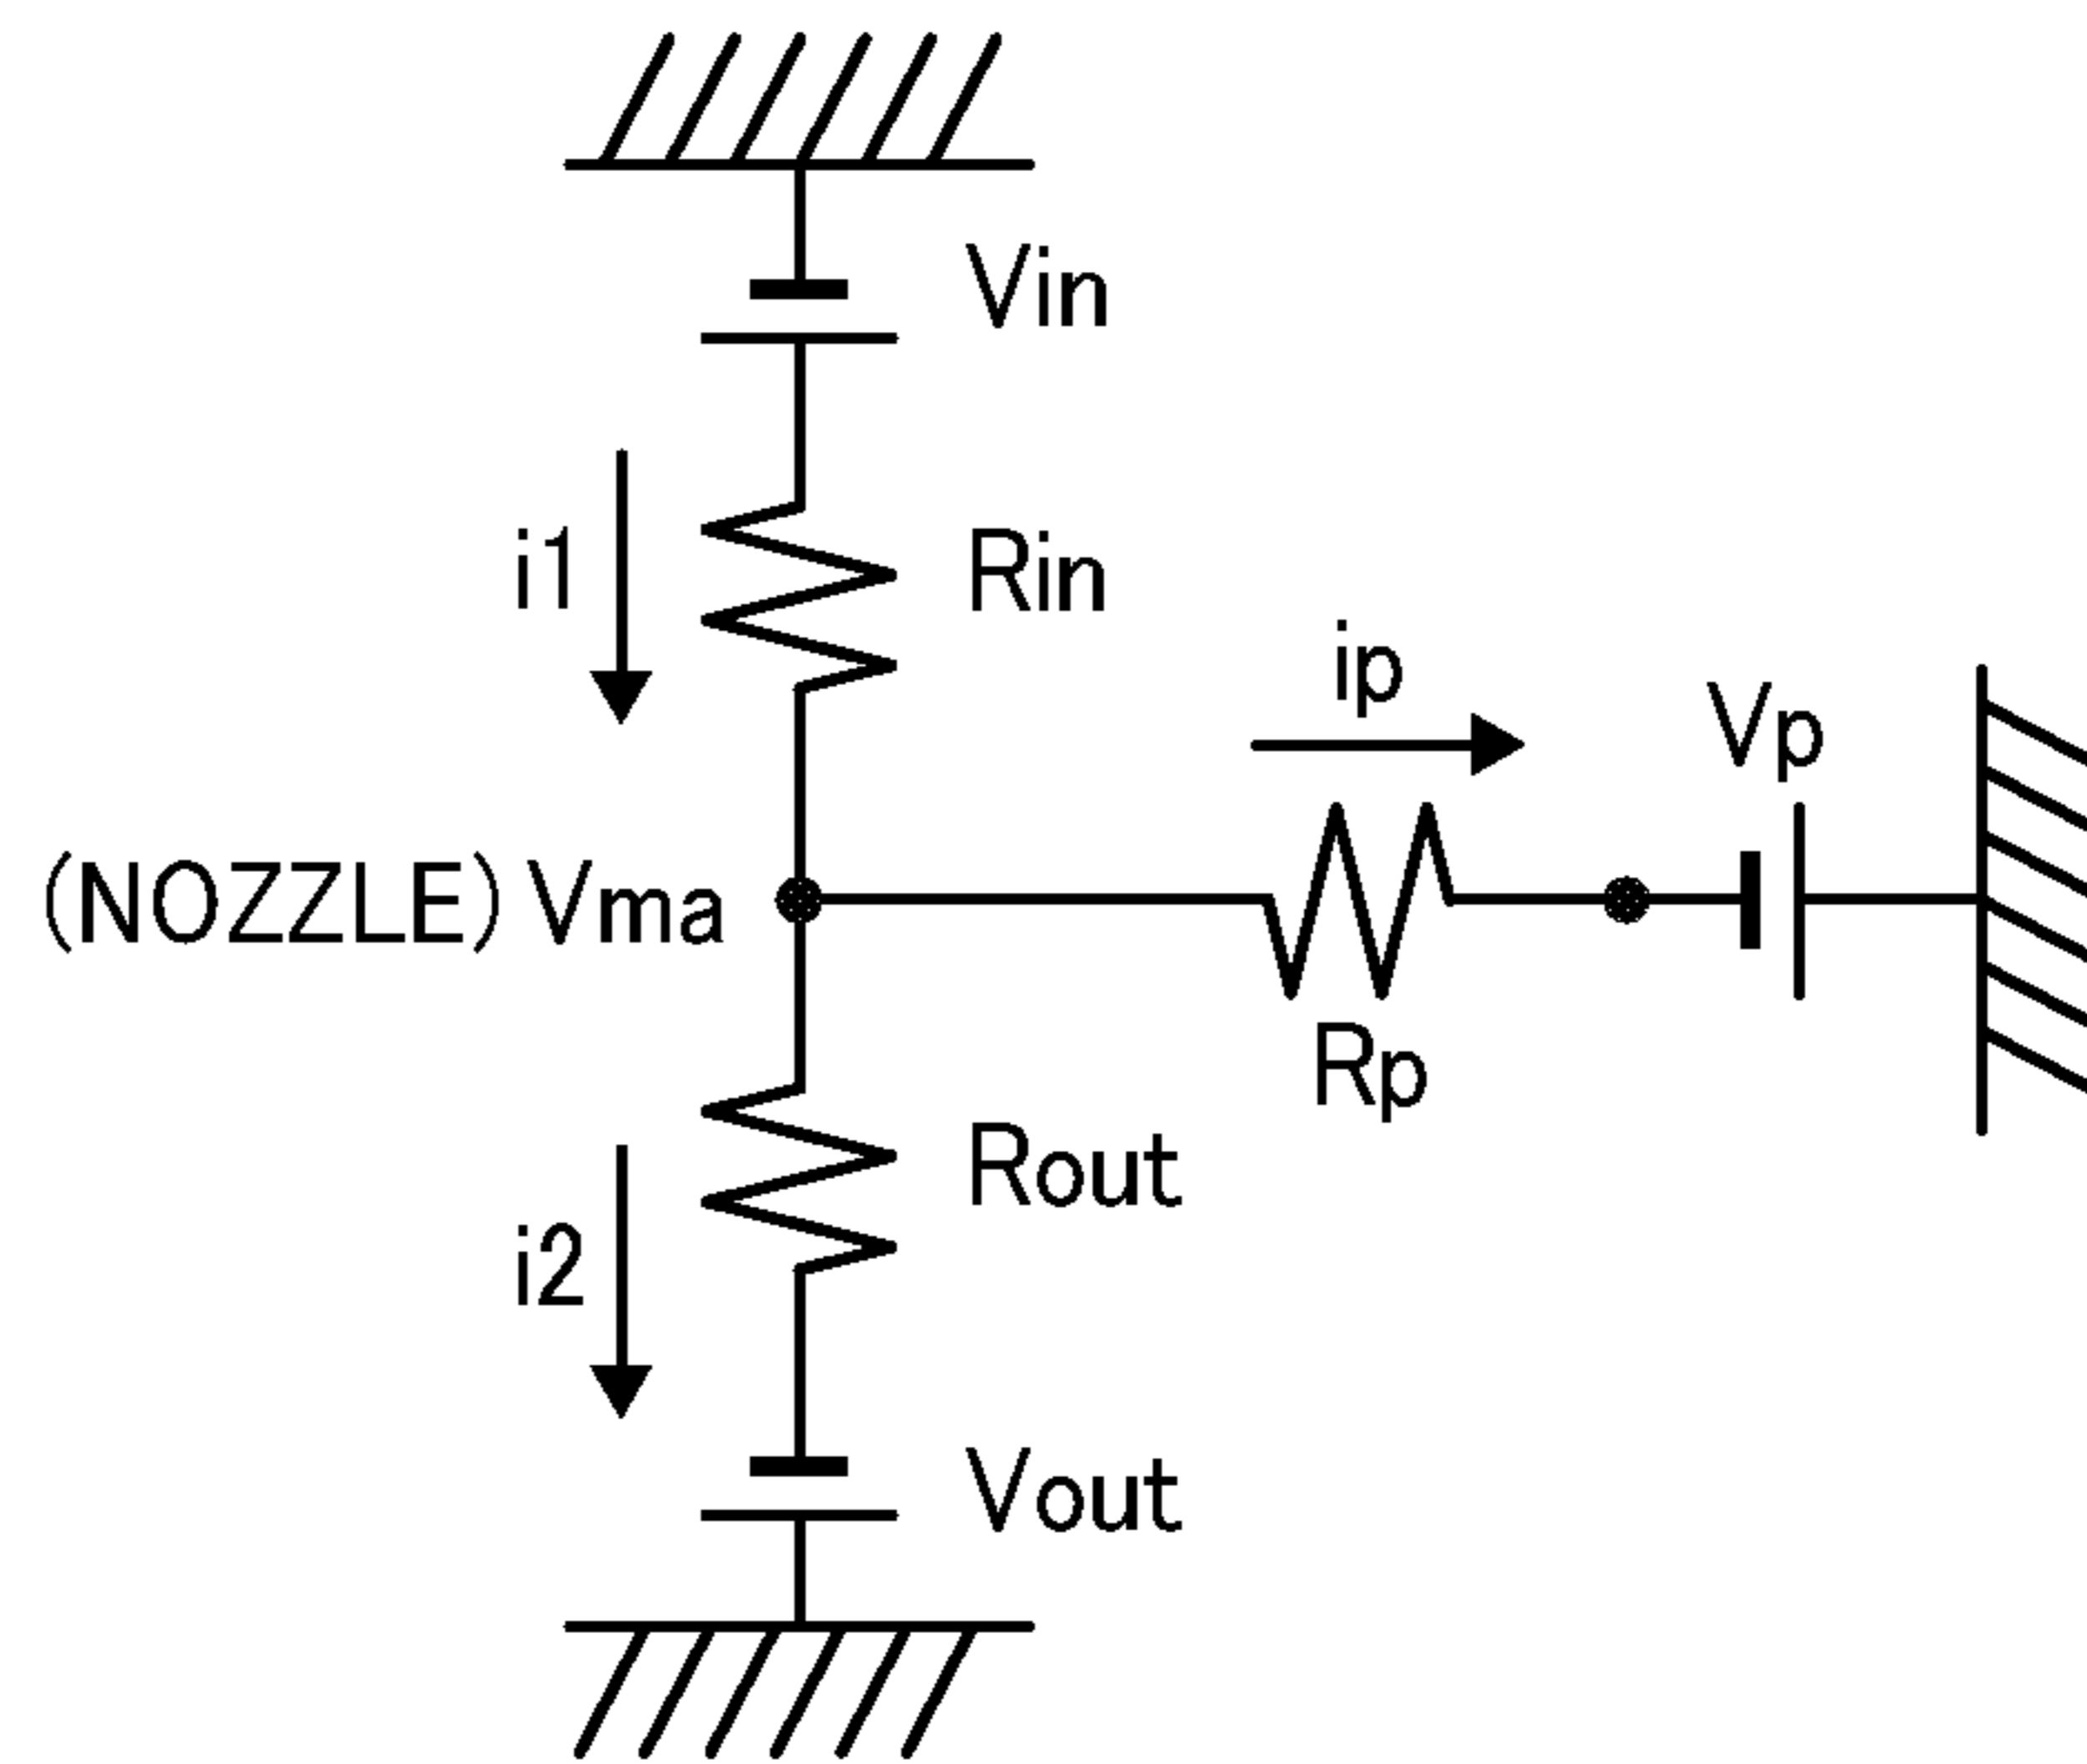 Vin
i1
Rin
ip
Vp
(NOZZLE) Vma
Rp
Rout
i2
Vout